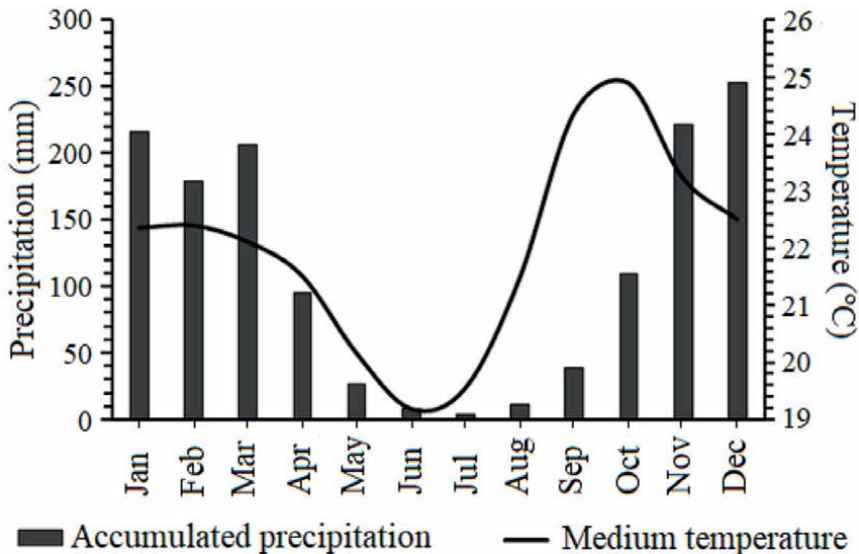 300
250
200
150
100
50
0
Precipitation (mm)
26
25
24
23
22
21
20
19
Temperature (°C)
Jan
Feb
Mar
Apr
May
Jun
Jul
Aug
Sep
Oct
Nov
Dec
Accumulated precipitation
Medium temperature